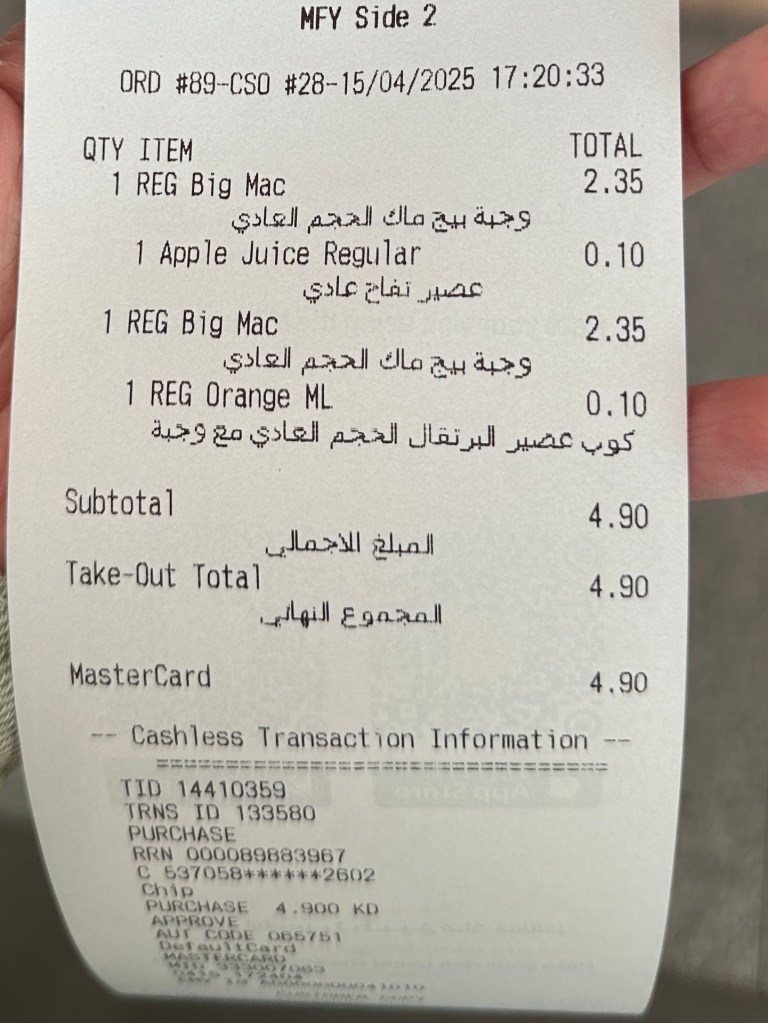 MFY Side 2
ORD #89-CSO #28-15/04/2025 17:20:33
QTY ITEM TOTAL
1 REG Big Mac 2.35
وجبة بيج ماك الحجم العادي
1 Apple Juice Regular 0.10
عصير تفاح عادي
1 REG Big Mac 2.35
وجبة بيج ماك الحجم العادي
1 REG Orange ML 0.10
كوب عصير البرتقال الحجم العادي مع وجبة
Subtotal 4.90
المبلغ الاجمالي
Take-Out Total 4.90
المجموع النهائي
MasterCard 4.90
-- Cashless Transaction Information --
======================================
TID 14410359
TRNS ID 133580
PURCHASE
RRN 000089883967
C 537058******2602
Chip
PURCHASE 4.900 KD
APPROVE
AUT CODE 065751
DefaultCard
MASTERCARD
MID
CUSTOMER COPY